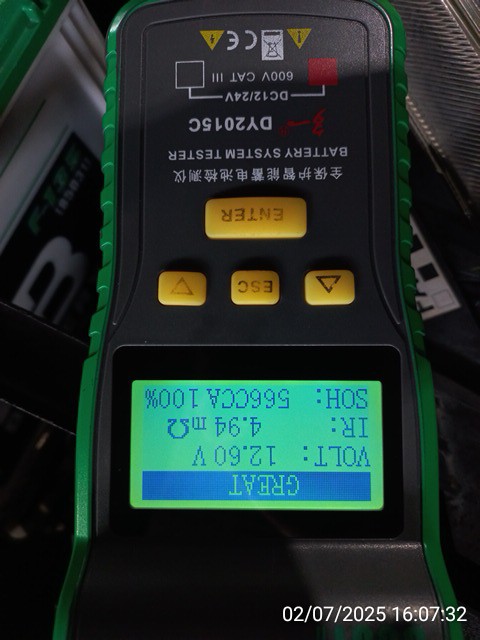 GREAT
VOLT: 12.60 V
IR: 4.94 mΩ
SOH: 566CCA 100%
ESC
ENTER
全保护智能蓄电池检测仪
BATTERY SYSTEM TESTER
DY2015C
DC12/24V
600V CAT III
CE
02/07/2025 16:07:32